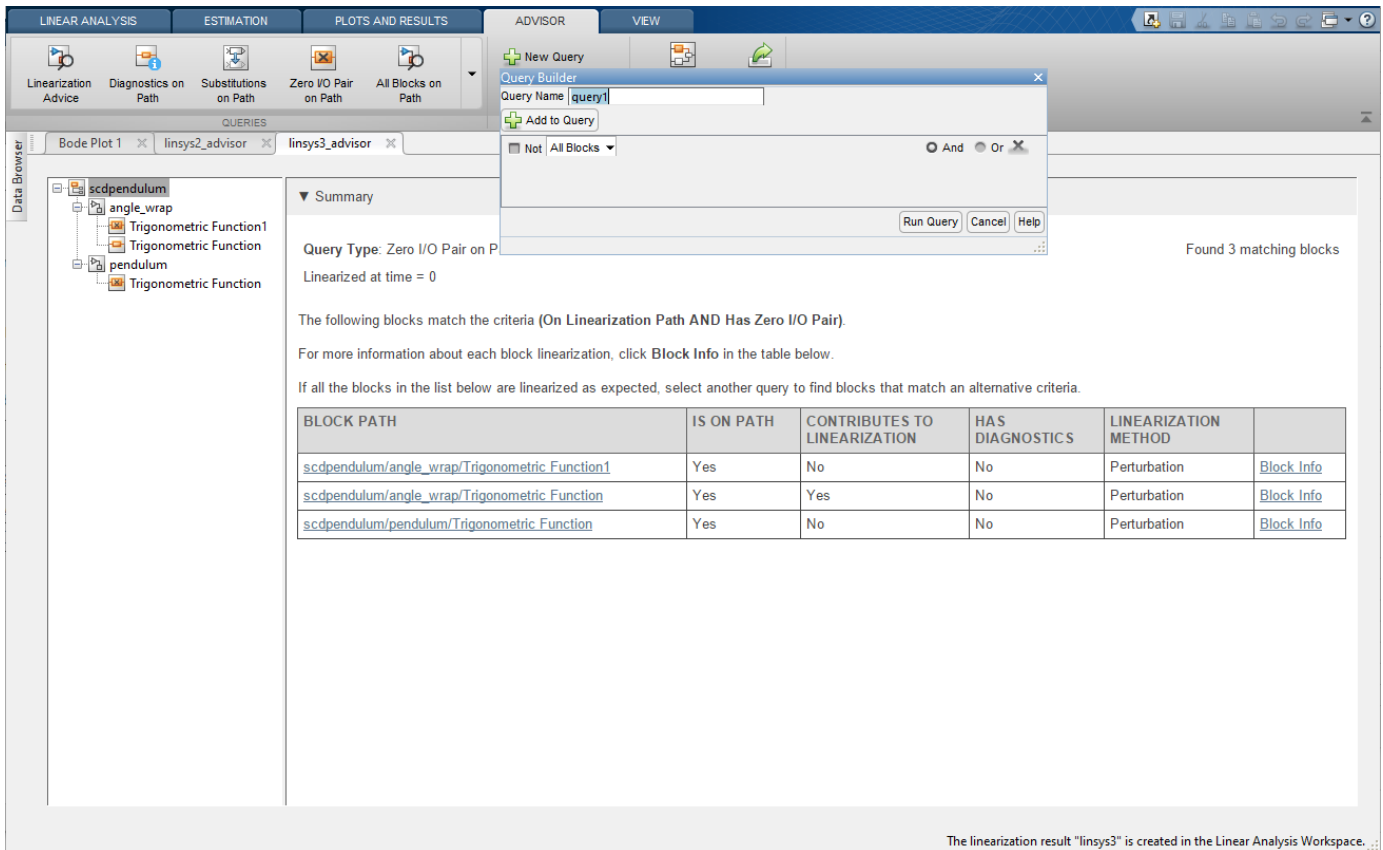 LINEAR ANALYSIS ESTIMATION PLOTS AND RESULTS ADVISOR VIEW
Linearization Advice
Diagnostics on Path
Substitutions on Path
Zero I/O Pair on Path
All Blocks on Path
New Query
QUERIES
Query Builder
Query Name query1
Add to Query
Not All Blocks And Or
Run Query Cancel Help
Data Browser
Bode Plot 1 linsys2_advisor linsys3_advisor
scdpendulum
angle_wrap
Trigonometric Function1
Trigonometric Function
pendulum
Trigonometric Function
▼ Summary
Query Type: Zero I/O Pair on P Found 3 matching blocks
Linearized at time = 0
The following blocks match the criteria (On Linearization Path AND Has Zero I/O Pair).
For more information about each block linearization, click Block Info in the table below.
If all the blocks in the list below are linearized as expected, select another query to find blocks that match an alternative criteria.
BLOCK PATH IS ON PATH CONTRIBUTES TO LINEARIZATION HAS DIAGNOSTICS LINEARIZATION METHOD
scdpendulum/angle_wrap/Trigonometric Function1 Yes No No Perturbation Block Info
scdpendulum/angle_wrap/Trigonometric Function Yes Yes No Perturbation Block Info
scdpendulum/pendulum/Trigonometric Function Yes No No Perturbation Block Info
The linearization result "linsys3" is created in the Linear Analysis Workspace.